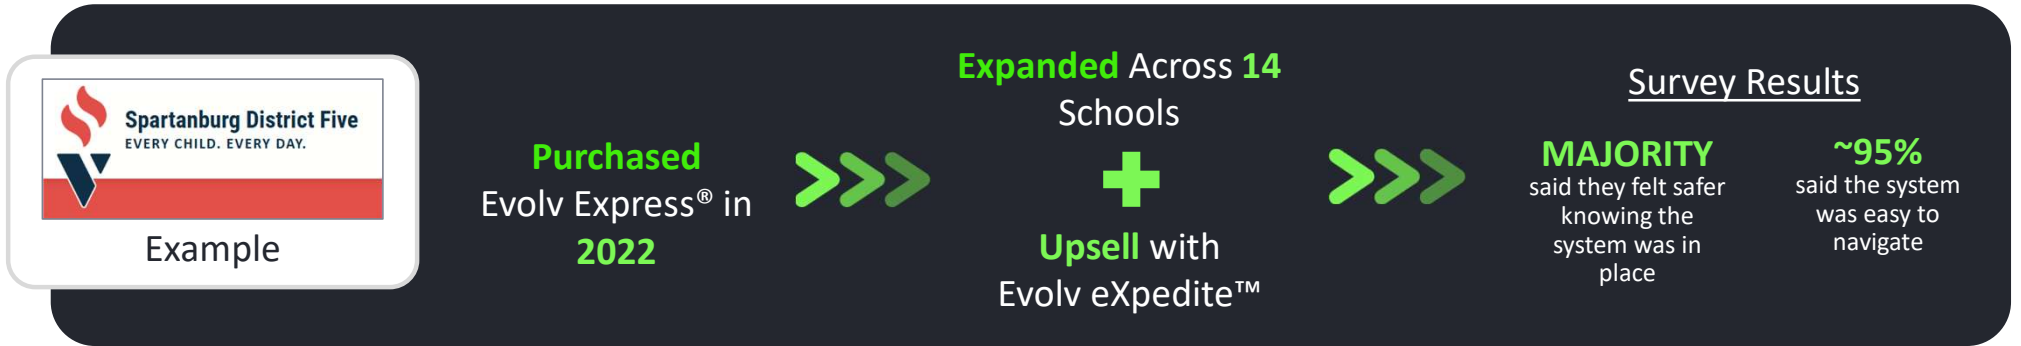 Spartanburg District Five
EVERY CHILD. EVERY DAY.
Example
Purchased
Evolv Express® in
2022
Expanded Across 14
Schools
Upsell with
Evolv eXpedite™
Survey Results
MAJORITY
said they felt safer
knowing the
system was in
place
~95%
said the system
was easy to
navigate